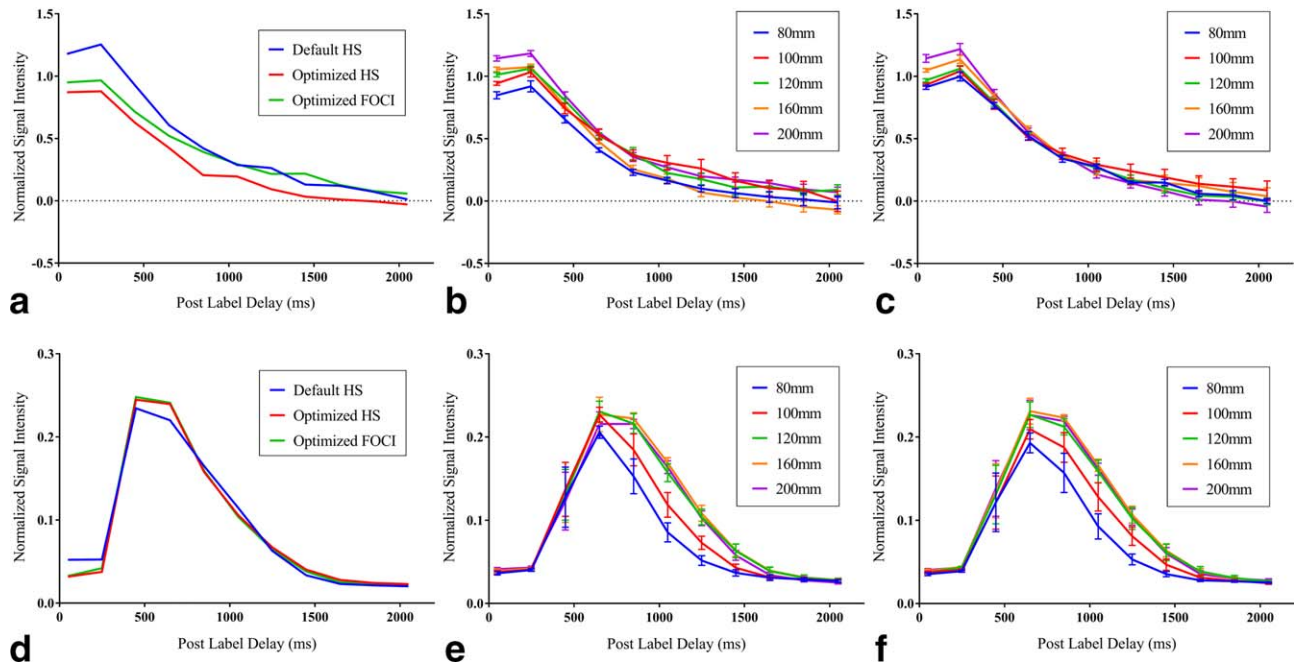 1.5
1.0
0.5
0.0
-0.5
Normalized Signal Intensity
0
500
1000
1500
2000
Post Label Delay (ms)
Default HS
Optimized HS
Optimized FOCI
a
1.5
1.0
0.5
0.0
-0.5
Normalized Signal Intensity
0
500
1000
1500
2000
Post Label Delay (ms)
80mm
100mm
120mm
160mm
200mm
b
1.5
1.0
0.5
0.0
-0.5
Normalized Signal Intensity
0
500
1000
1500
2000
Post Label Delay (ms)
80mm
100mm
120mm
160mm
200mm
c
0.3
0.2
0.1
0.0
Normalized Signal Intensity
0
500
1000
1500
2000
Post Label Delay (ms)
Default HS
Optimized HS
Optimized FOCI
d
0.3
0.2
0.1
0.0
Normalized Signal Intensity
0
500
1000
1500
2000
Post Label Delay (ms)
80mm
100mm
120mm
160mm
200mm
e
0.3
0.2
0.1
0.0
Normalized Signal Intensity
0
500
1000
1500
2000
Post Label Delay (ms)
80mm
100mm
120mm
160mm
200mm
f